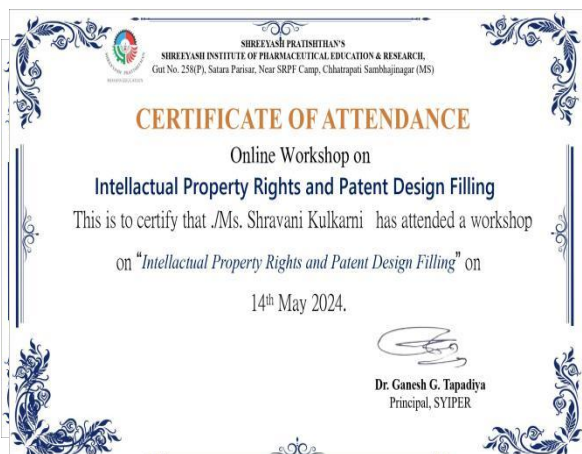 SHREEYASH PRATISHTHAN'S
SHREEYASH INSTITUTE OF PHARMACEUTICAL EDUCATION & RESEARCH,
Gut No. 258(P), Satara Parisar, Near SRPF Camp, Chhatrapati Sambhajinagar (MS)
CERTIFICATE OF ATTENDANCE
Online Workshop on
Intellactual Property Rights and Patent Design Filling
This is to certify that ./Ms. Shravani Kulkarni has attended a workshop
on "Intellactual Property Rights and Patent Design Filling" on
14th May 2024.
Dr. Ganesh G. Tapadiya
Principal, SYIPER